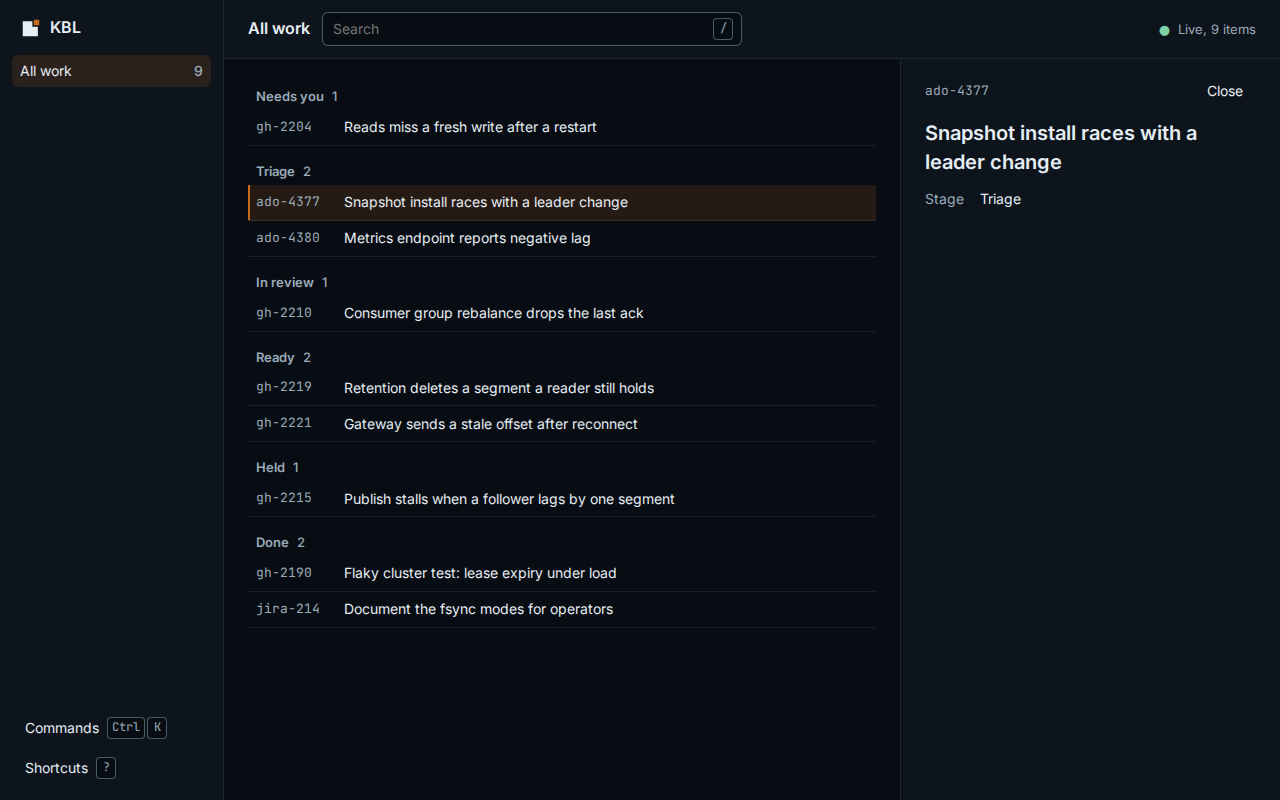 KBL
All work 9
All work
Search /
Live, 9 items
Needs you 1
gh-2204 Reads miss a fresh write after a restart
Triage 2
ado-4377 Snapshot install races with a leader change
ado-4380 Metrics endpoint reports negative lag
In review 1
gh-2210 Consumer group rebalance drops the last ack
Ready 2
gh-2219 Retention deletes a segment a reader still holds
gh-2221 Gateway sends a stale offset after reconnect
Held 1
gh-2215 Publish stalls when a follower lags by one segment
Done 2
gh-2190 Flaky cluster test: lease expiry under load
jira-214 Document the fsync modes for operators
ado-4377 Close
Snapshot install races with a
leader change
Stage Triage
Commands Ctrl K
Shortcuts ?